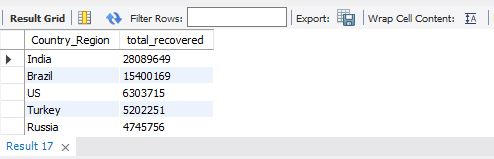 Result Grid Filter Rows: Export: Wrap Cell Content:
Country_Region total_recovered
India 28089649
Brazil 15400169
US 6303715
Turkey 5202251
Russia 4745756
Result 17